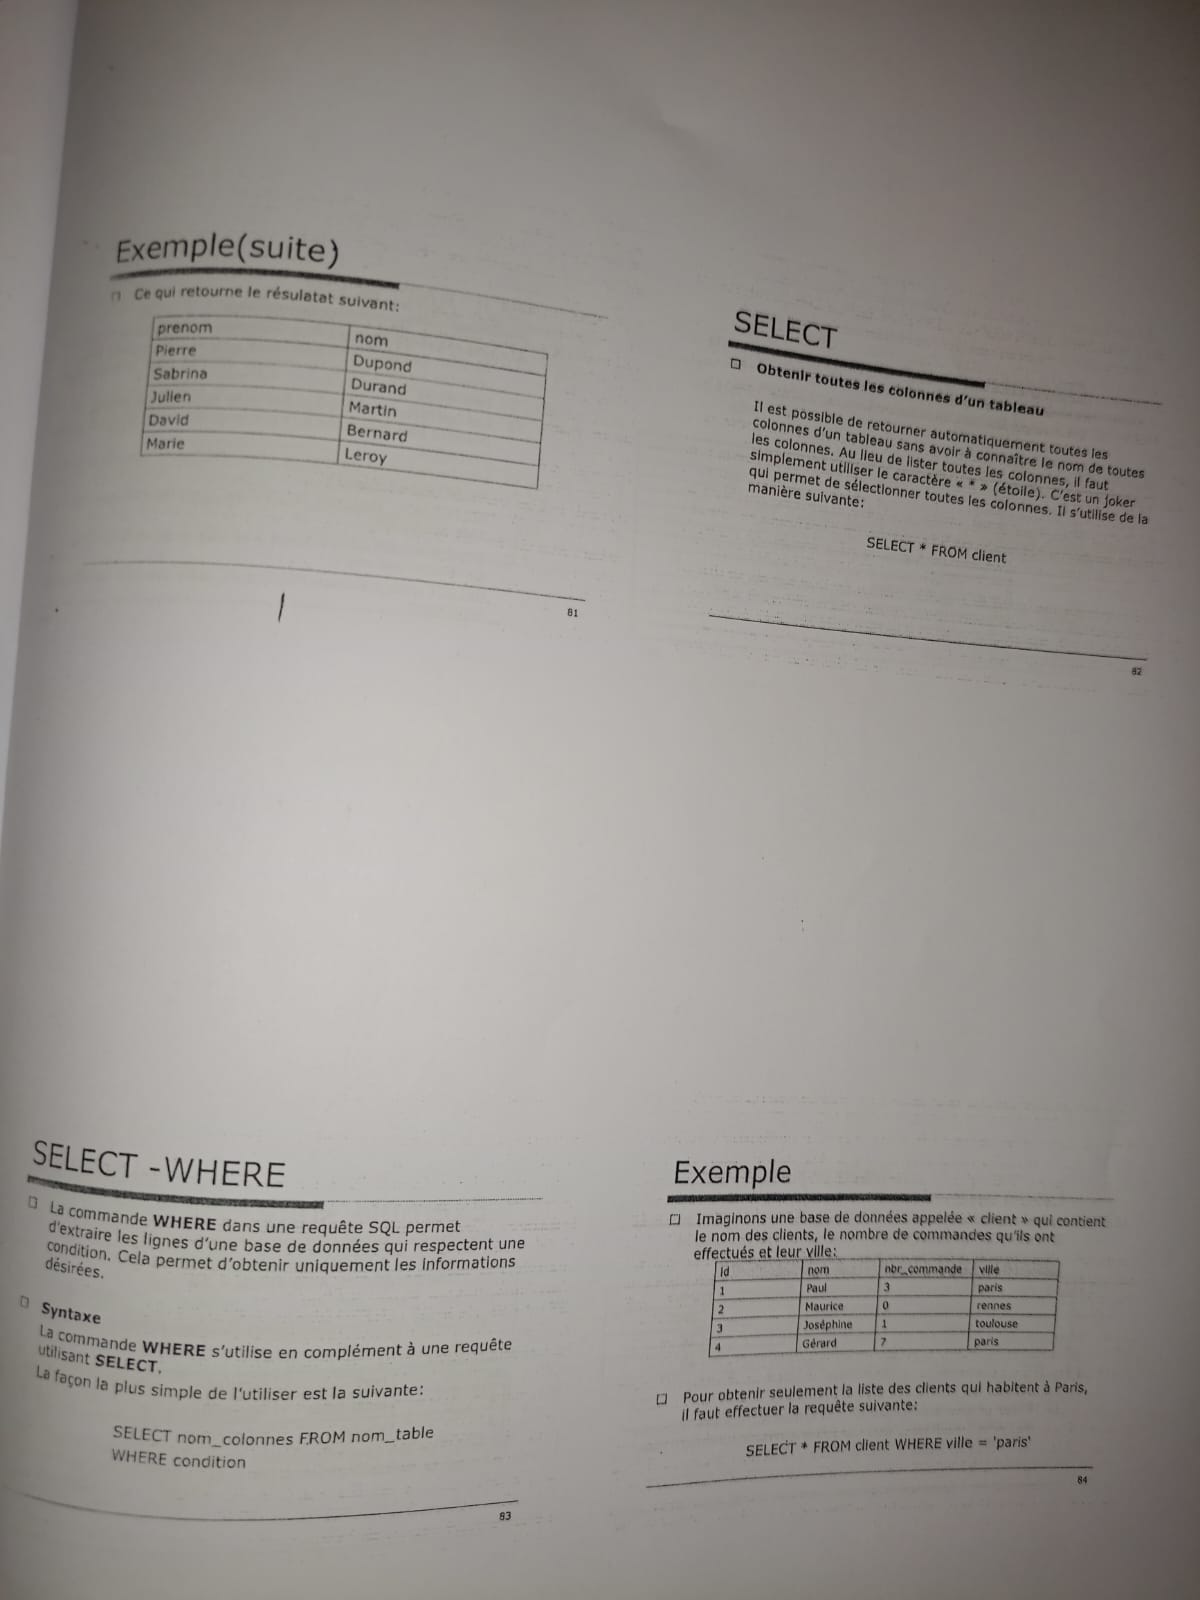 Exemple(suite)
Ce qui retourne le résulatat suivant:
prenom nom
Pierre Dupond
Sabrina Durand
Julien Martin
David Bernard
Marie Leroy
81
SELECT
Obtenir toutes les colonnes d'un tableau
Il est possible de retourner automatiquement toutes les
colonnes d'un tableau sans avoir à connaître le nom de toutes
les colonnes. Au lieu de lister toutes les colonnes, il faut
simplement utiliser le caractère « * » (étoile). C'est un joker
qui permet de sélectionner toutes les colonnes. Il s'utilise de la
manière suivante:
SELECT * FROM client
82
SELECT -WHERE
La commande WHERE dans une requête SQL permet
d'extraire les lignes d'une base de données qui respectent une
condition. Cela permet d'obtenir uniquement les informations
désirées.
Syntaxe
La commande WHERE s'utilise en complément à une requête
utilisant SELECT.
La façon la plus simple de l'utiliser est la suivante:
SELECT nom_colonnes FROM nom_table
WHERE condition
83
Exemple
Imaginons une base de données appelée « client » qui contient
le nom des clients, le nombre de commandes qu'ils ont
effectués et leur ville:
id nom nbr_commande ville
1 Paul 3 paris
2 Maurice 0 rennes
3 Joséphine 1 toulouse
4 Gérard 7 paris
Pour obtenir seulement la liste des clients qui habitent à Paris,
il faut effectuer la requête suivante:
SELECT * FROM client WHERE ville = 'paris'
84